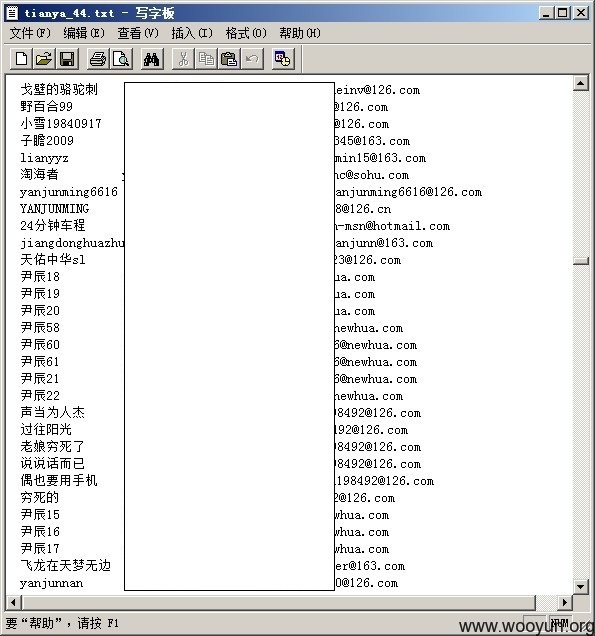 tianya_44.txt - 写字板
文件(F) 编辑(E) 查看(V) 插入(I) 格式(O) 帮助(H)
戈壁的骆驼刺 einv@126.com
野百合99 @126.com
小雪19840917 @126.com
子瞻2009 345@163.com
lianyyz min15@163.com
淘海者 nc@sohu.com
yanjunming6616 anjunming6616@126.com
YANJUNMING 8@126.cn
24分钟车程 n-msn@hotmail.com
jiangdonghuazhu anjunn@163.com
天佑中华sl 23@126.com
尹辰18 ua.com
尹辰19 ua.com
尹辰20 ua.com
尹辰58 newhua.com
尹辰60 6@newhua.com
尹辰61 6@newhua.com
尹辰21 6@newhua.com
尹辰22 newhua.com
声当为人杰 98492@126.com
过往阳光 492@126.com
老娘穷死了 98492@126.com
说说话而已 98492@126.com
偶也要用手机 1198492@126.com
穷死的 2@126.com
尹辰15 whua.com
尹辰16 whua.com
尹辰17 whua.com
飞龙在天梦无边 er@163.com
yanjunnan 0@126.com
要“帮助”，请按 F1
NUM
www.wooyun.org